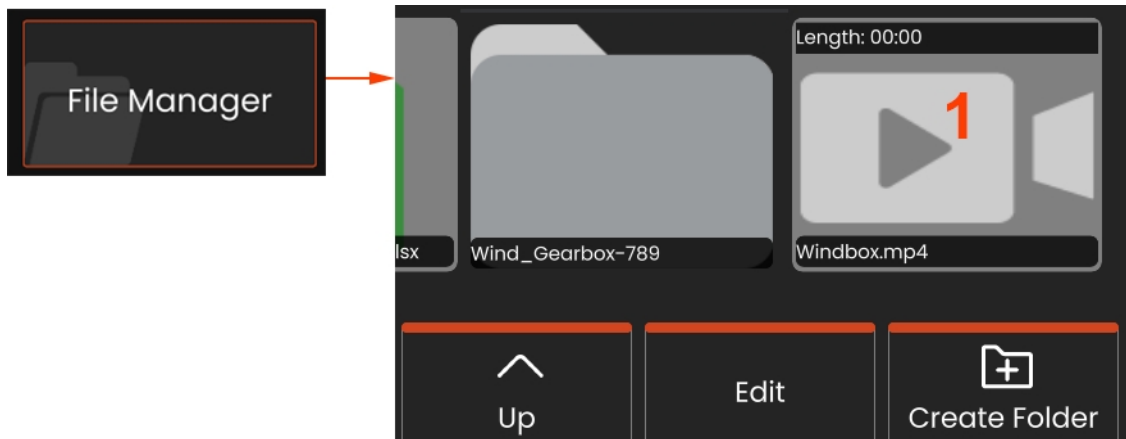 File Manager
Length: 00:00
1
lsx
Wind_Gearbox-789
Windbox.mp4
Up
Edit
Create Folder